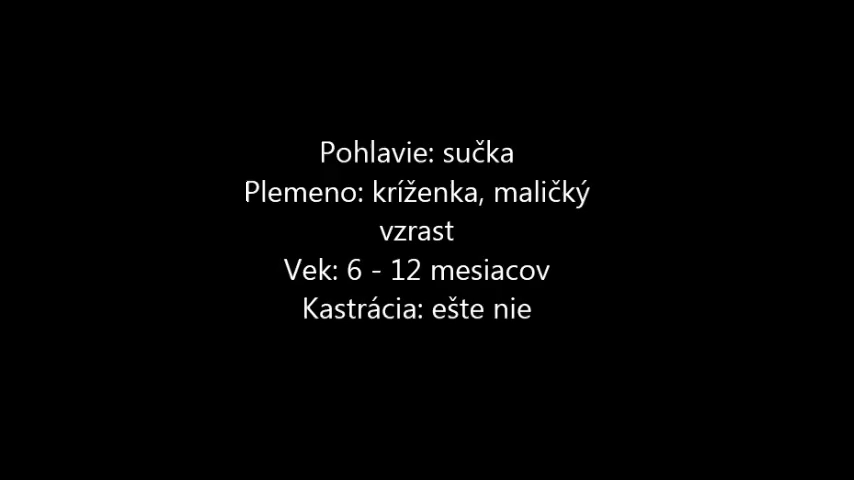 Pohlavie: sučka
Plemeno: kríženka, maličký
vzrast
Vek: 6 - 12 mesiacov
Kastrácia: ešte nie